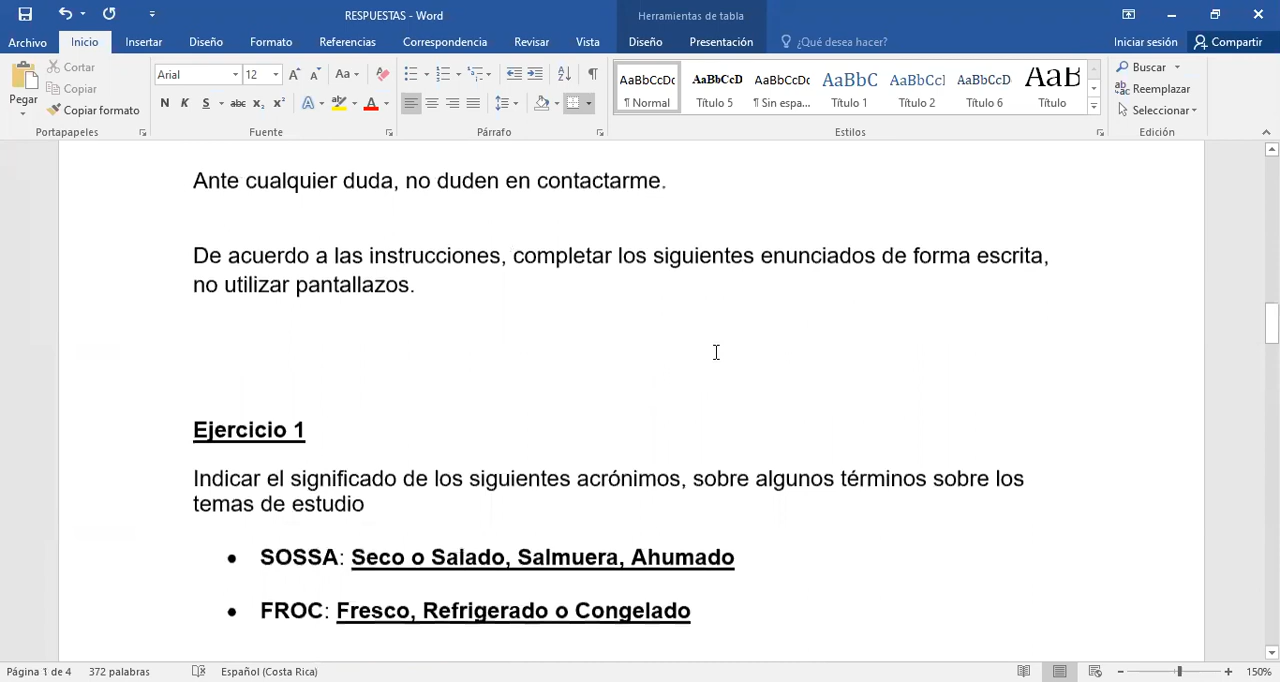 RESPUESTAS - Word
Herramientas de tabla
Archivo Inicio Insertar Diseño Formato Referencias Correspondencia Revisar Vista Diseño Presentación ¿Qué desea hacer? Iniciar sesión Compartir
Pegar
Cortar
Copiar
Copiar formato
Portapapeles
Arial 12
N K S abc x₂ x²
Fuente
Párrafo
AaBbCcDc AaBbCcD AaBbCcDc AaBbC AaBbCcl AaBbCcD AaB
¶ Normal Título 5 ¶ Sin espa... Título 1 Título 2 Título 6 Título
Estilos
Buscar
Reemplazar
Seleccionar
Edición
Ante cualquier duda, no duden en contactarme.
De acuerdo a las instrucciones, completar los siguientes enunciados de forma escrita,
no utilizar pantallazos.
Ejercicio 1
Indicar el significado de los siguientes acrónimos, sobre algunos términos sobre los
temas de estudio
• SOSSA: Seco o Salado, Salmuera, Ahumado
• FROC: Fresco, Refrigerado o Congelado
Página 1 de 4 372 palabras Español (Costa Rica) 150%